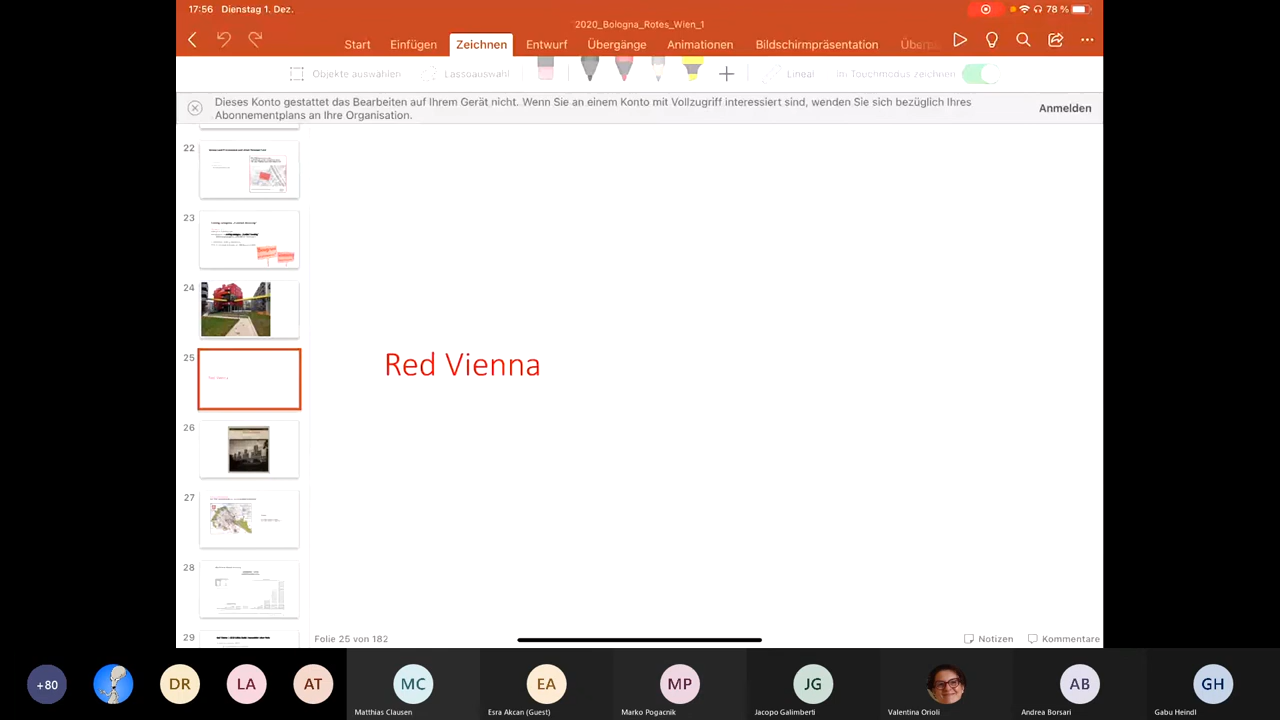 17:56 Dienstag 1. Dez.
78 %
2020_Bologna_Rotes_Wien_1
Start Einfügen Zeichnen Entwurf Übergänge Animationen Bildschirmpräsentation
Objekte auswählen Lassoauswahl Lineal Im Touchmodus zeichnen
Dieses Konto gestattet das Bearbeiten auf Ihrem Gerät nicht. Wenn Sie an einem Konto mit Vollzugriff interessiert sind, wenden Sie sich bezüglich Ihres
Abonnementplans an Ihre Organisation.
Anmelden
22
23
24
25
26
27
28
29
Red Vienna
Folie 25 von 182
Notizen Kommentare
+80 DR LA AT MC EA MP JG AB GH
Matthias Clausen Esra Akcan (Guest) Marko Pogacnik Jacopo Galimberti Valentina Orioli Andrea Borsari Gabu Heindl